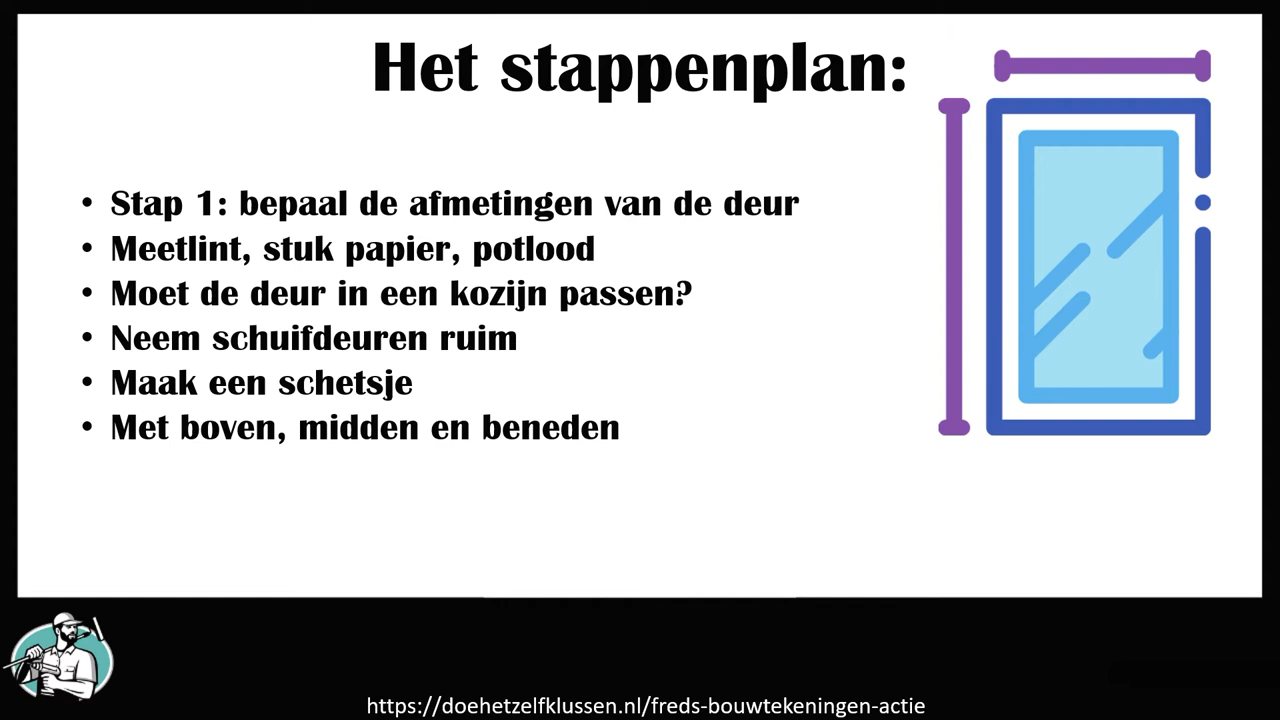 Het stappenplan:
• Stap 1: bepaal de afmetingen van de deur
• Meetlint, stuk papier, potlood
• Moet de deur in een kozijn passen?
• Neem schuifdeuren ruim
• Maak een schetsje
• Met boven, midden en beneden
https://doehetzelfklussen.nl/freds-bouwtekeningen-actie